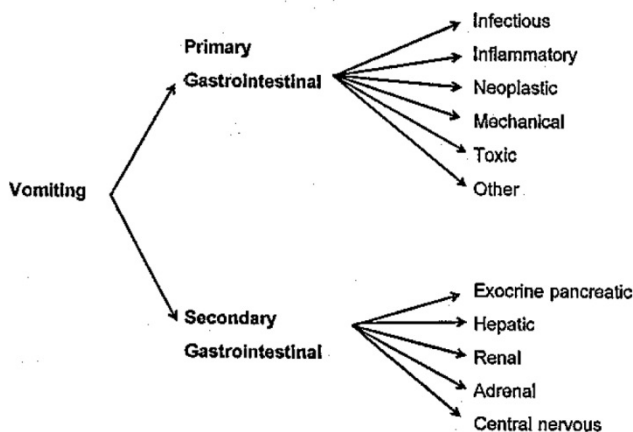 Infectious
Primary
Inflammatory
Gastrointestinal
Neoplastic
Mechanical
Toxic
Vomiting
Other
Exocrine pancreatic
Secondary
Hepatic
Gastrointestinal
Renal
Adrenal
Central nervous